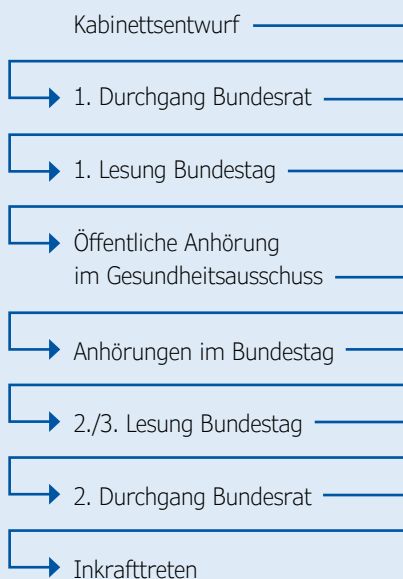 Kabinettsentwurf
1. Durchgang Bundesrat
1. Lesung Bundestag
Öffentliche Anhörung
im Gesundheitsausschuss
Anhörungen im Bundestag
2./3. Lesung Bundestag
2. Durchgang Bundesrat
Inkrafttreten